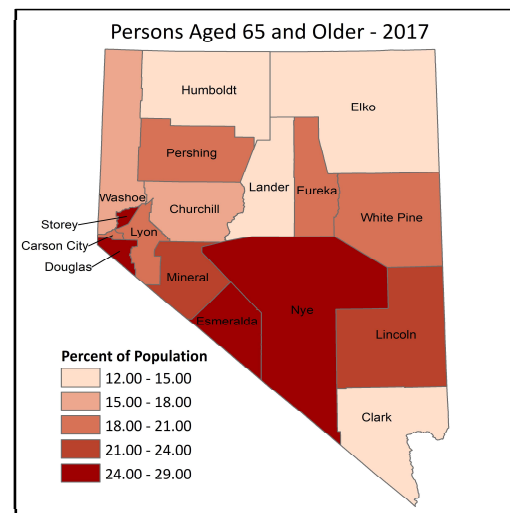 Persons Aged 65 and Older - 2017
Humboldt
Elko
Pershing
Lander
Eureka
Washoe
Churchill
White Pine
Storey
Lyon
Carson City
Douglas
Mineral
Nye
Esmeralda
Lincoln
Clark
Percent of Population
12.00 - 15.00
15.00 - 18.00
18.00 - 21.00
21.00 - 24.00
24.00 - 29.00